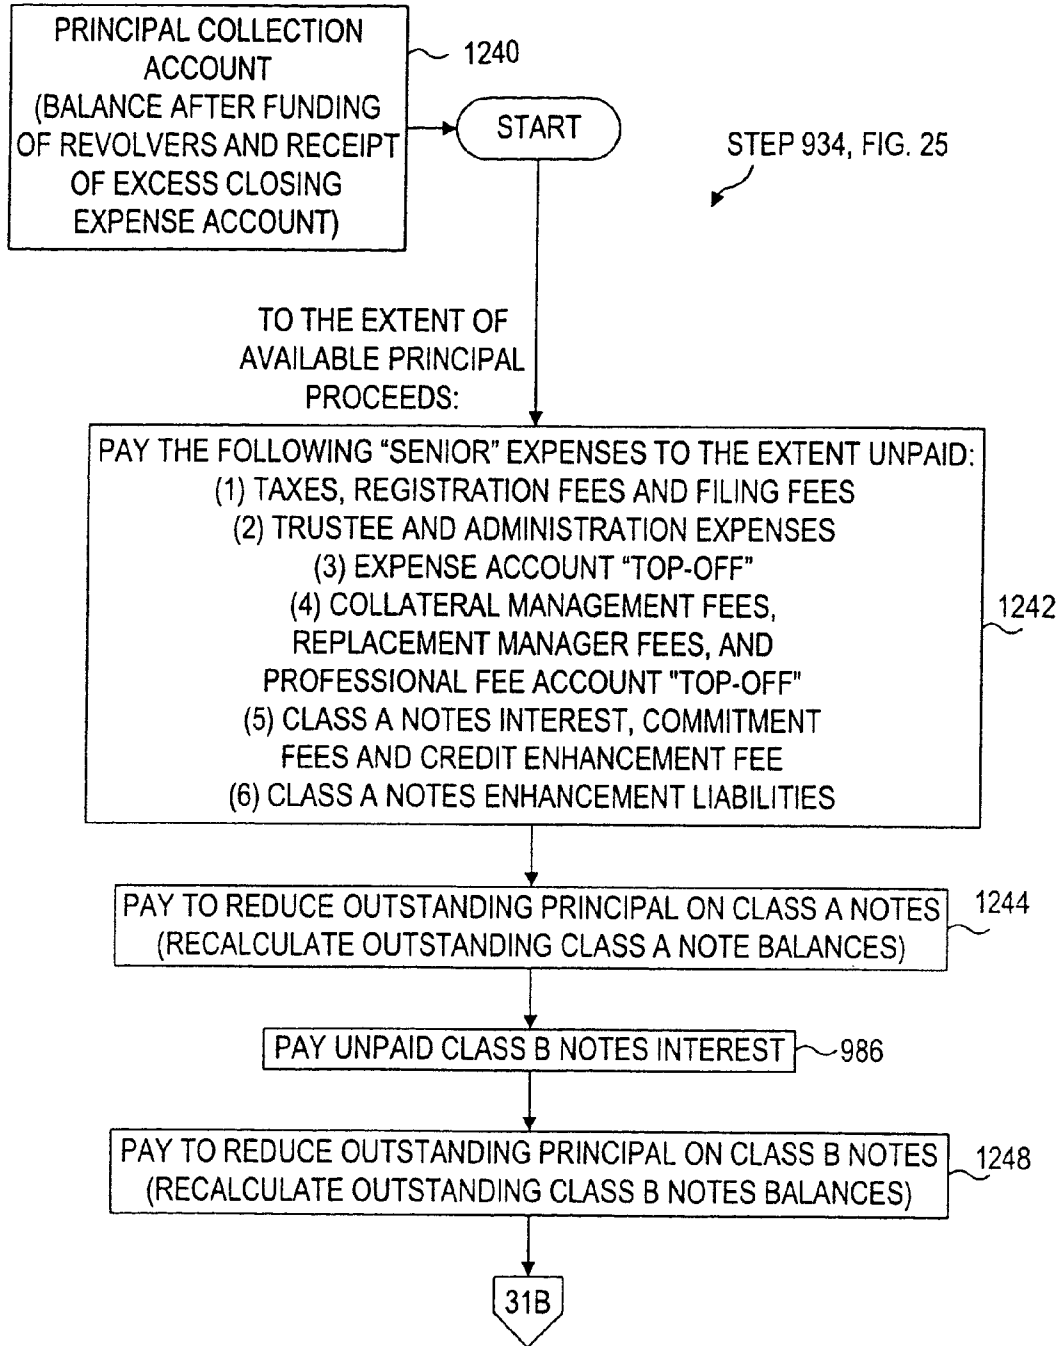 PRINCIPAL COLLECTION
ACCOUNT
(BALANCE AFTER FUNDING
OF REVOLVERS AND RECEIPT
OF EXCESS CLOSING
EXPENSE ACCOUNT)
1240
START
STEP 934, FIG. 25
TO THE EXTENT OF
AVAILABLE PRINCIPAL
PROCEEDS:
PAY THE FOLLOWING “SENIOR” EXPENSES TO THE EXTENT UNPAID:
(1) TAXES, REGISTRATION FEES AND FILING FEES
(2) TRUSTEE AND ADMINISTRATION EXPENSES
(3) EXPENSE ACCOUNT “TOP-OFF”
(4) COLLATERAL MANAGEMENT FEES,
REPLACEMENT MANAGER FEES, AND
PROFESSIONAL FEE ACCOUNT "TOP-OFF"
(5) CLASS A NOTES INTEREST, COMMITMENT
FEES AND CREDIT ENHANCEMENT FEE
(6) CLASS A NOTES ENHANCEMENT LIABILITIES
1242
PAY TO REDUCE OUTSTANDING PRINCIPAL ON CLASS A NOTES
(RECALCULATE OUTSTANDING CLASS A NOTE BALANCES)
1244
PAY UNPAID CLASS B NOTES INTEREST
986
PAY TO REDUCE OUTSTANDING PRINCIPAL ON CLASS B NOTES
(RECALCULATE OUTSTANDING CLASS B NOTES BALANCES)
1248
31B